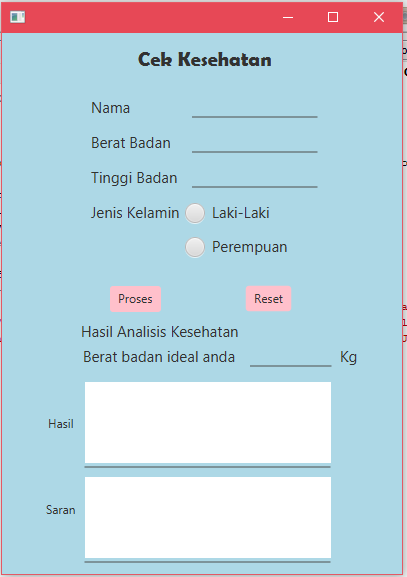 Cek Kesehatan
Nama
Berat Badan
Tinggi Badan
Jenis Kelamin Laki-Laki
Perempuan
Proses Reset
Hasil Analisis Kesehatan
Berat badan ideal anda Kg
Hasil
Saran